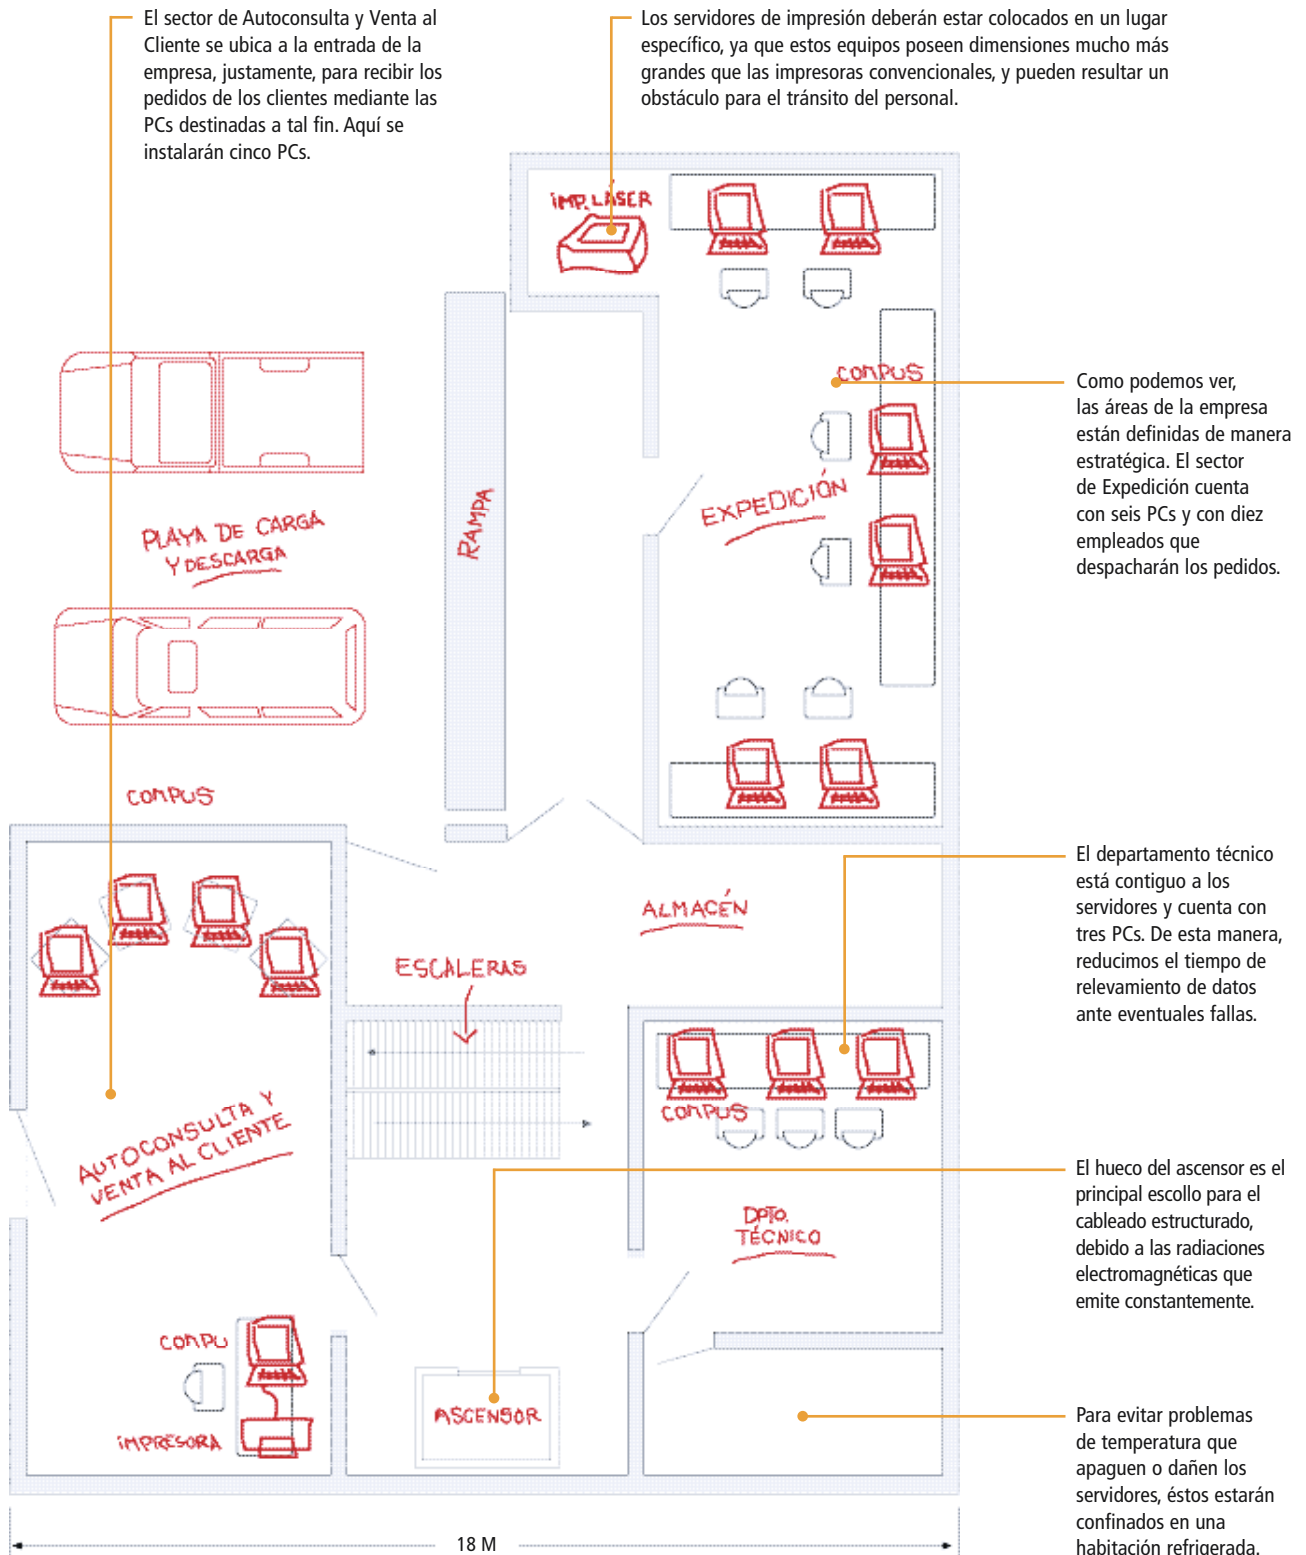 El sector de Autoconsulta y Venta al
Cliente se ubica a la entrada de la
empresa, justamente, para recibir los
pedidos de los clientes mediante las
PCs destinadas a tal fin. Aquí se
instalarán cinco PCs.
Los servidores de impresión deberán estar colocados en un lugar
específico, ya que estos equipos poseen dimensiones mucho más
grandes que las impresoras convencionales, y pueden resultar un
obstáculo para el tránsito del personal.
IMP. LÁSER
COMPUS
Como podemos ver,
las áreas de la empresa
están definidas de manera
estratégica. El sector
de Expedición cuenta
con seis PCs y con diez
empleados que
despacharán los pedidos.
EXPEDICIÓN
RAMPA
PLAYA DE CARGA
Y DESCARGA
COMPUS
El departamento técnico
está contiguo a los
servidores y cuenta con
tres PCs. De esta manera,
reducimos el tiempo de
relevamiento de datos
ante eventuales fallas.
ALMACÉN
ESCALERAS
COMPUS
AUTOCONSULTA Y
VENTA AL CLIENTE
El hueco del ascensor es el
principal escollo para el
cableado estructurado,
debido a las radiaciones
electromagnéticas que
emite constantemente.
DPTO.
TÉCNICO
COMPU
IMPRESORA
ASCENSOR
Para evitar problemas
de temperatura que
apaguen o dañen los
servidores, éstos estarán
confinados en una
habitación refrigerada.
18 M